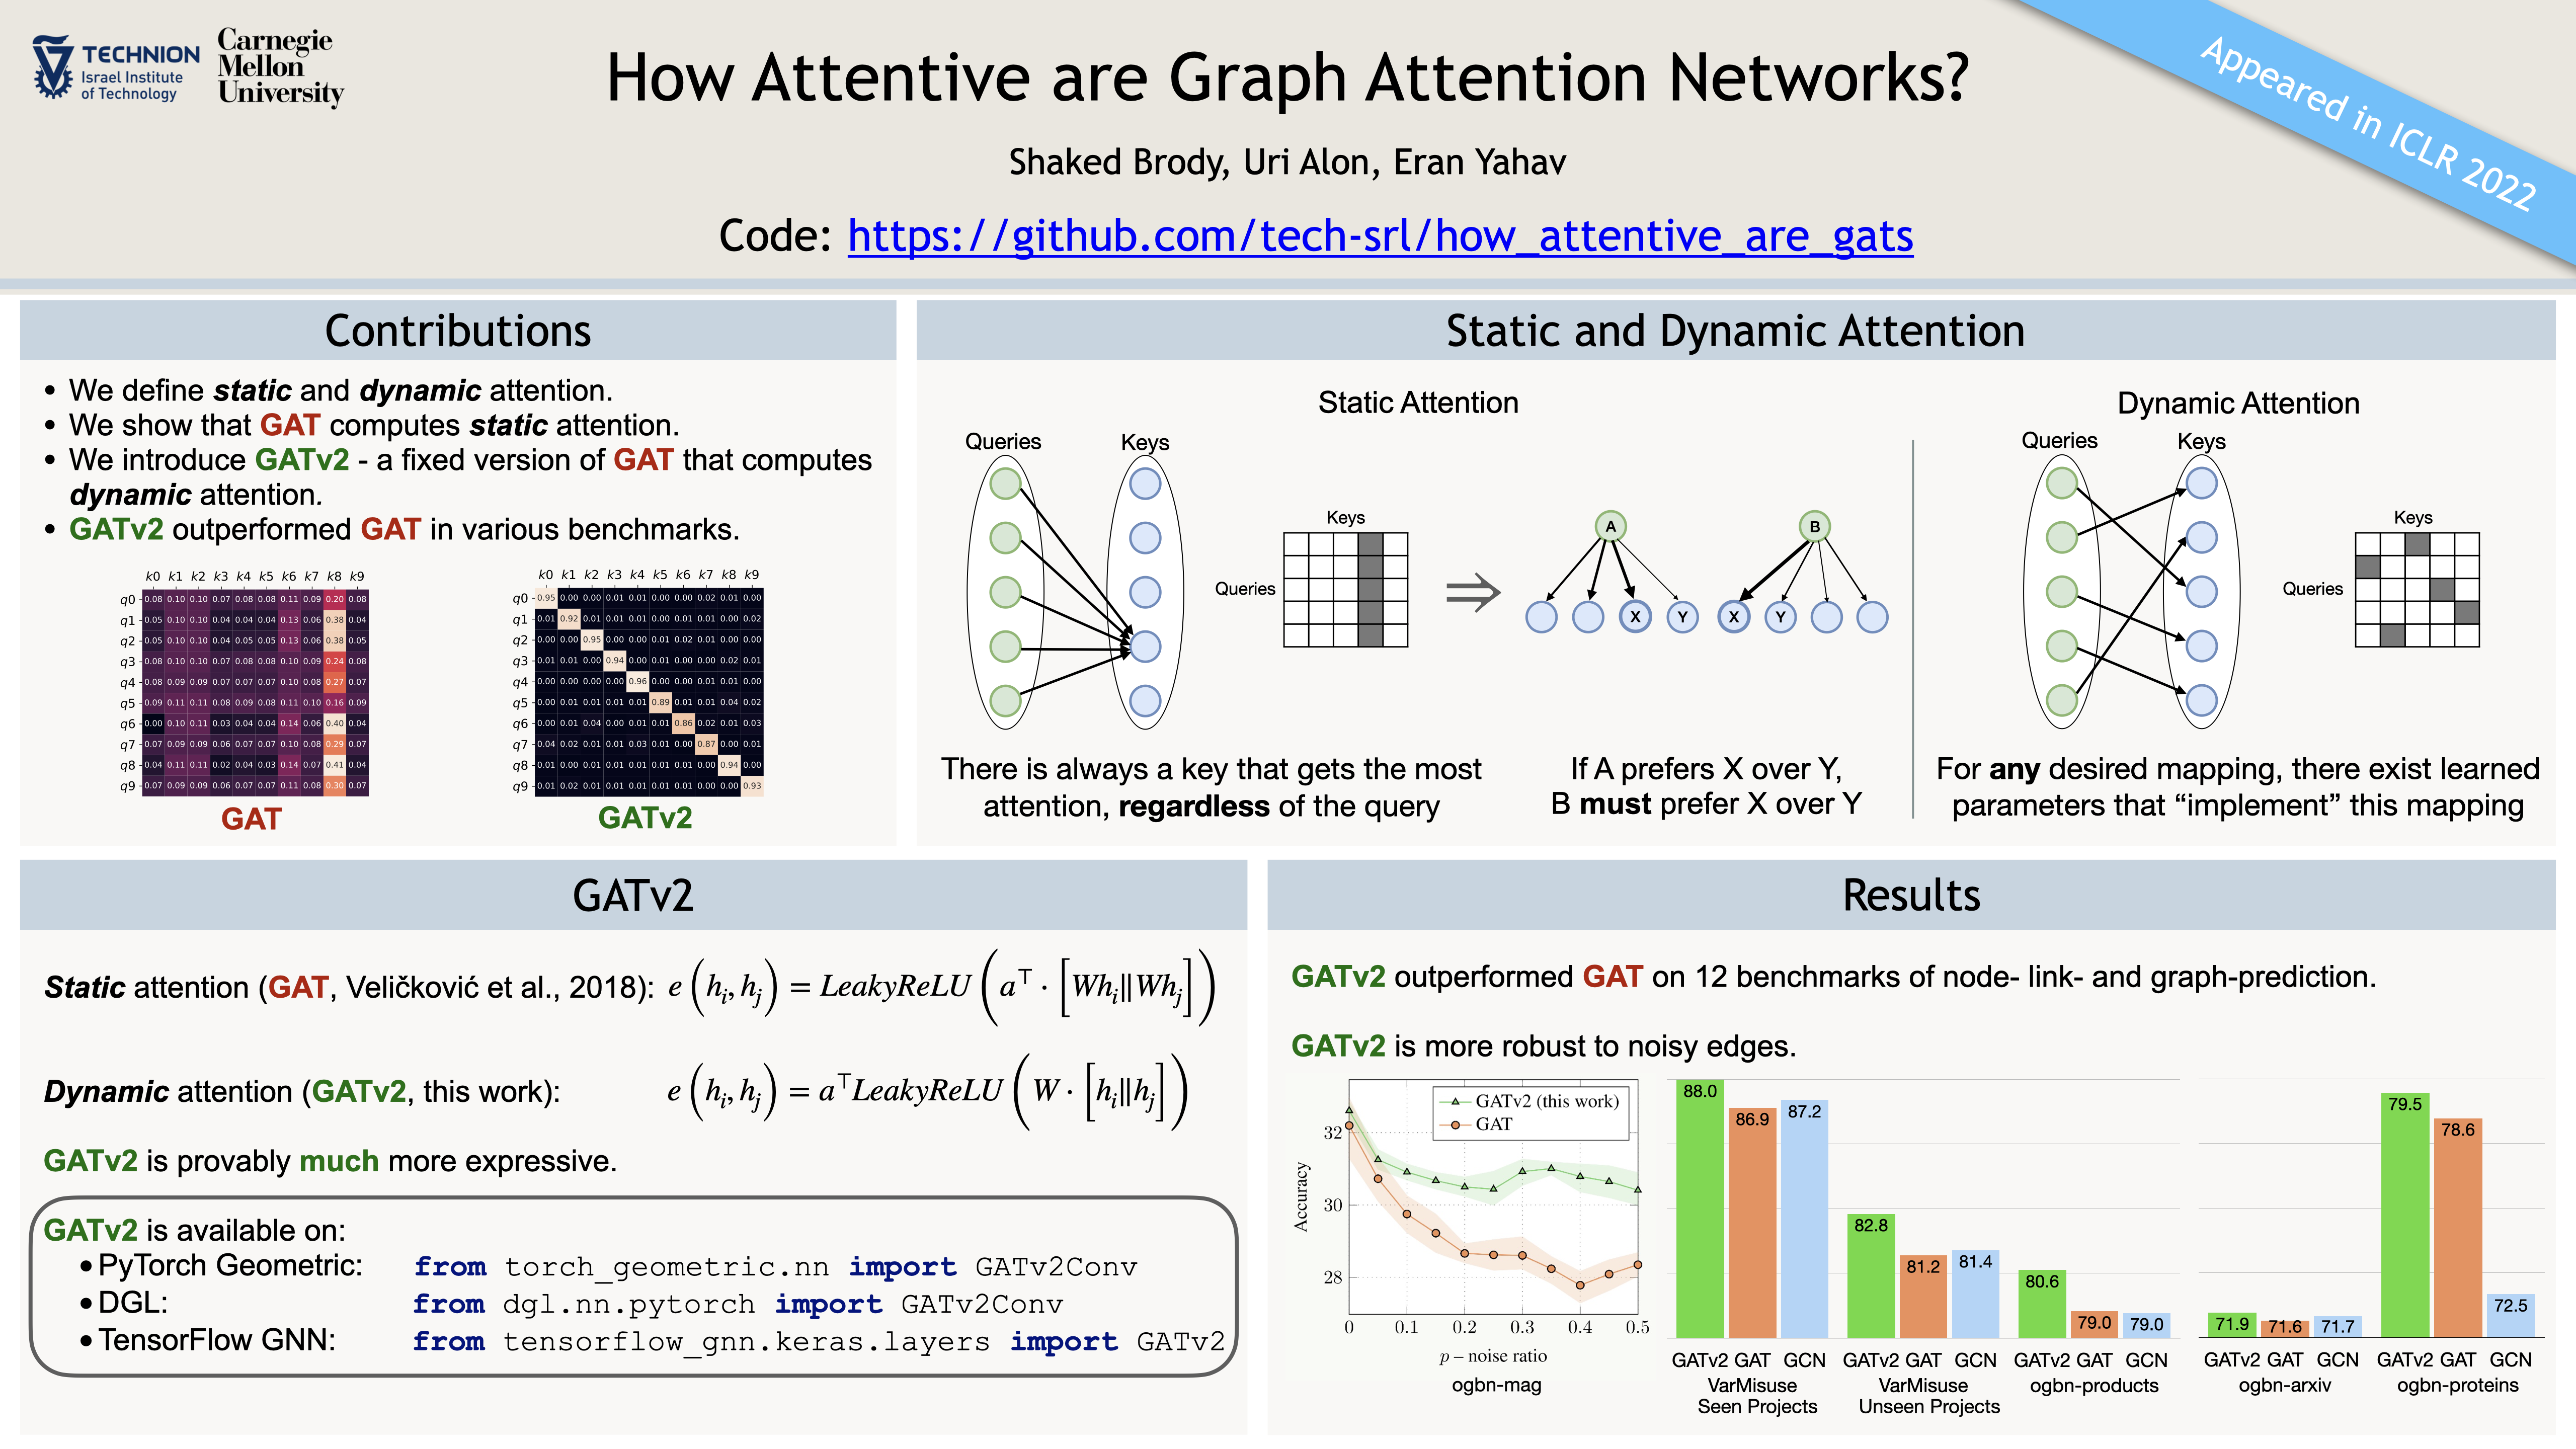 TECHNION
Israel Institute
of Technology
Carnegie
Mellon
University
How Attentive are Graph Attention Networks?
Appeared in ICLR 2022
Shaked Brody, Uri Alon, Eran Yahav
Code: https://github.com/tech-srl/how_attentive_are_gats
Contributions
• We define static and dynamic attention.
• We show that GAT computes static attention.
• We introduce GATv2 - a fixed version of GAT that computes
dynamic attention.
• GATv2 outperformed GAT in various benchmarks.
k0 k1 k2 k3 k4 k5 k6 k7 k8 k9
q0 0.08 0.10 0.10 0.07 0.08 0.08 0.11 0.09 0.20 0.08
q1 0.05 0.10 0.10 0.04 0.04 0.04 0.13 0.06 0.38 0.04
q2 0.05 0.10 0.10 0.04 0.05 0.05 0.13 0.06 0.38 0.05
q3 0.08 0.10 0.10 0.07 0.08 0.08 0.10 0.09 0.24 0.08
q4 0.08 0.09 0.09 0.07 0.07 0.07 0.10 0.08 0.27 0.07
q5 0.09 0.11 0.11 0.08 0.09 0.08 0.11 0.10 0.16 0.09
q6 0.00 0.10 0.11 0.03 0.04 0.04 0.14 0.06 0.40 0.04
q7 0.07 0.09 0.09 0.06 0.07 0.07 0.10 0.08 0.29 0.07
q8 0.04 0.11 0.11 0.02 0.04 0.03 0.14 0.07 0.41 0.04
q9 0.07 0.09 0.09 0.06 0.07 0.07 0.11 0.08 0.30 0.07
GAT
k0 k1 k2 k3 k4 k5 k6 k7 k8 k9
q0 0.95 0.00 0.00 0.01 0.01 0.00 0.00 0.02 0.01 0.00
q1 0.01 0.92 0.01 0.01 0.01 0.01 0.01 0.01 0.00 0.02
q2 0.00 0.00 0.95 0.00 0.00 0.01 0.02 0.01 0.00 0.00
q3 0.01 0.01 0.00 0.94 0.01 0.00 0.00 0.00 0.02 0.01
q4 0.00 0.00 0.00 0.00 0.96 0.00 0.00 0.01 0.01 0.00
q5 0.00 0.01 0.01 0.01 0.01 0.89 0.01 0.01 0.04 0.02
q6 0.00 0.01 0.04 0.00 0.01 0.01 0.86 0.02 0.01 0.03
q7 0.04 0.02 0.01 0.01 0.03 0.01 0.00 0.87 0.00 0.01
q8 0.01 0.00 0.01 0.01 0.01 0.01 0.01 0.00 0.94 0.00
q9 0.01 0.02 0.01 0.01 0.01 0.01 0.01 0.00 0.00 0.93
GATv2
Static and Dynamic Attention
Static Attention
Queries Keys
Keys
Queries
⇒
A B
X Y X Y
There is always a key that gets the most
attention, regardless of the query
If A prefers X over Y,
B must prefer X over Y
Dynamic Attention
Queries Keys
Keys
Queries
For any desired mapping, there exist learned
parameters that “implement” this mapping
GATv2
Static attention (GAT, Veličković et al., 2018): e(hᵢ, hⱼ) = LeakyReLU(a⊤ · [Whᵢ‖Whⱼ])
Dynamic attention (GATv2, this work): e(hᵢ, hⱼ) = a⊤LeakyReLU(W · [hᵢ‖hⱼ])
GATv2 is provably much more expressive.
GATv2 is available on:
• PyTorch Geometric: from torch_geometric.nn import GATv2Conv
• DGL: from dgl.nn.pytorch import GATv2Conv
• TensorFlow GNN: from tensorflow_gnn.keras.layers import GATv2
Results
GATv2 outperformed GAT on 12 benchmarks of node- link- and graph-prediction.
GATv2 is more robust to noisy edges.
GATv2 (this work)
GAT
Accuracy
32
30
28
0 0.1 0.2 0.3 0.4 0.5
p – noise ratio
ogbn-mag
88.0 86.9 87.2
GATv2 GAT GCN
VarMisuse
Seen Projects
82.8 81.2 81.4
GATv2 GAT GCN
VarMisuse
Unseen Projects
80.6 79.0 79.0
GATv2 GAT GCN
ogbn-products
71.9 71.6 71.7
GATv2 GAT GCN
ogbn-arxiv
79.5 78.6 72.5
GATv2 GAT GCN
ogbn-proteins